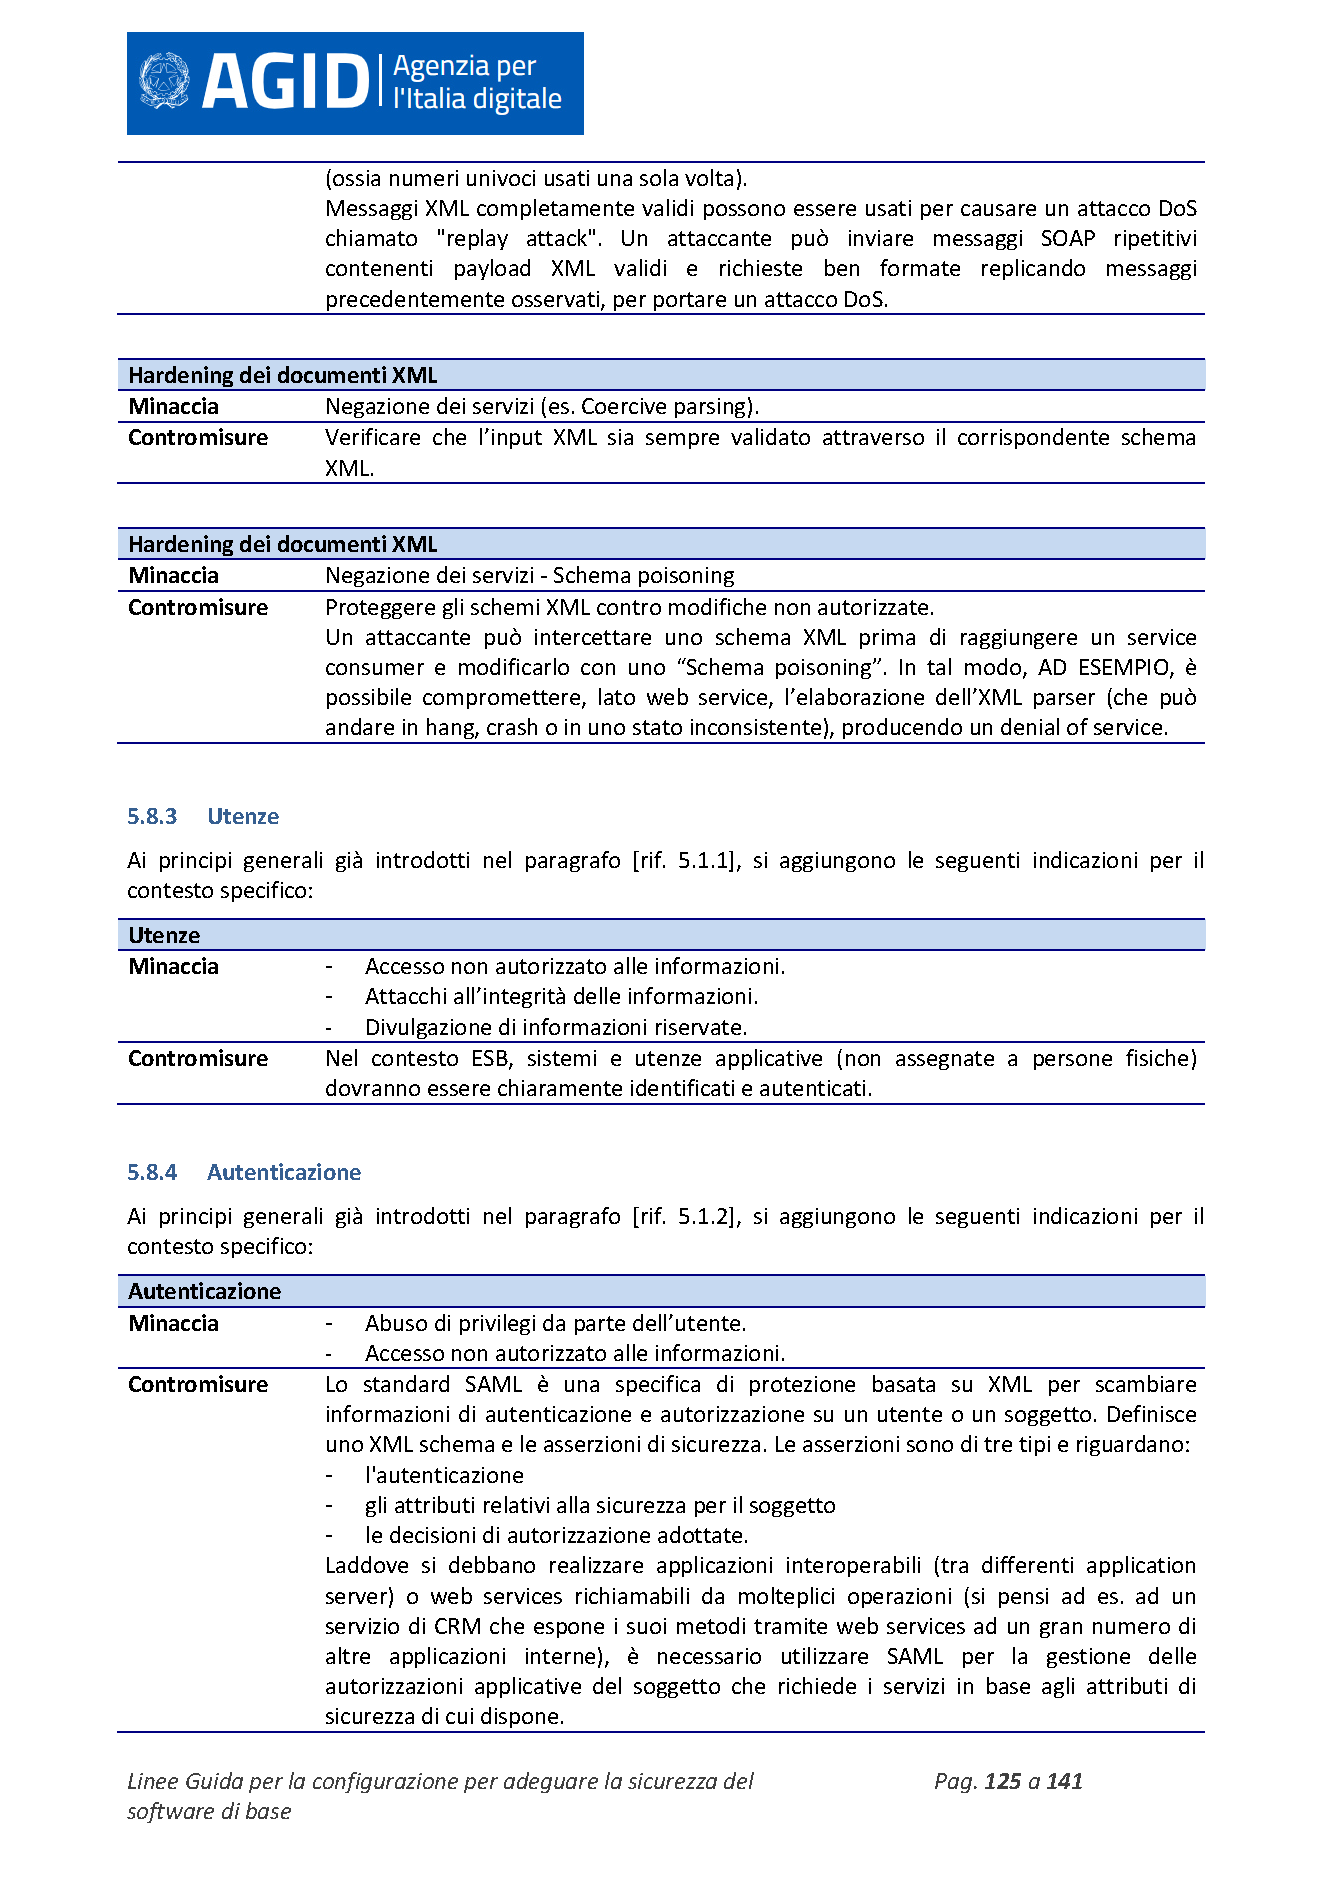 AGID
Agenzia per
l'Italia digitale
(ossia numeri univoci usati una sola volta).
Messaggi XML completamente validi possono essere usati per causare un attacco DoS
chiamato "replay attack". Un attaccante può inviare messaggi SOAP ripetitivi
contenenti payload XML validi e richieste ben formate replicando messaggi
precedentemente osservati, per portare un attacco DoS.
Hardening dei documenti XML
Minaccia Negazione dei servizi (es. Coercive parsing).
Contromisure Verificare che l’input XML sia sempre validato attraverso il corrispondente schema
XML.
Hardening dei documenti XML
Minaccia Negazione dei servizi - Schema poisoning
Contromisure Proteggere gli schemi XML contro modifiche non autorizzate.
Un attaccante può intercettare uno schema XML prima di raggiungere un service
consumer e modificarlo con uno “Schema poisoning”. In tal modo, AD ESEMPIO, è
possibile compromettere, lato web service, l’elaborazione dell’XML parser (che può
andare in hang, crash o in uno stato inconsistente), producendo un denial of service.
5.8.3 Utenze
Ai principi generali già introdotti nel paragrafo [rif. 5.1.1], si aggiungono le seguenti indicazioni per il
contesto specifico:
Utenze
Minaccia - Accesso non autorizzato alle informazioni.
- Attacchi all’integrità delle informazioni.
- Divulgazione di informazioni riservate.
Contromisure Nel contesto ESB, sistemi e utenze applicative (non assegnate a persone fisiche)
dovranno essere chiaramente identificati e autenticati.
5.8.4 Autenticazione
Ai principi generali già introdotti nel paragrafo [rif. 5.1.2], si aggiungono le seguenti indicazioni per il
contesto specifico:
Autenticazione
Minaccia - Abuso di privilegi da parte dell’utente.
- Accesso non autorizzato alle informazioni.
Contromisure Lo standard SAML è una specifica di protezione basata su XML per scambiare
informazioni di autenticazione e autorizzazione su un utente o un soggetto. Definisce
uno XML schema e le asserzioni di sicurezza. Le asserzioni sono di tre tipi e riguardano:
- l'autenticazione
- gli attributi relativi alla sicurezza per il soggetto
- le decisioni di autorizzazione adottate.
Laddove si debbano realizzare applicazioni interoperabili (tra differenti application
server) o web services richiamabili da molteplici operazioni (si pensi ad es. ad un
servizio di CRM che espone i suoi metodi tramite web services ad un gran numero di
altre applicazioni interne), è necessario utilizzare SAML per la gestione delle
autorizzazioni applicative del soggetto che richiede i servizi in base agli attributi di
sicurezza di cui dispone.
Linee Guida per la configurazione per adeguare la sicurezza del Pag. 125 a 141
software di base